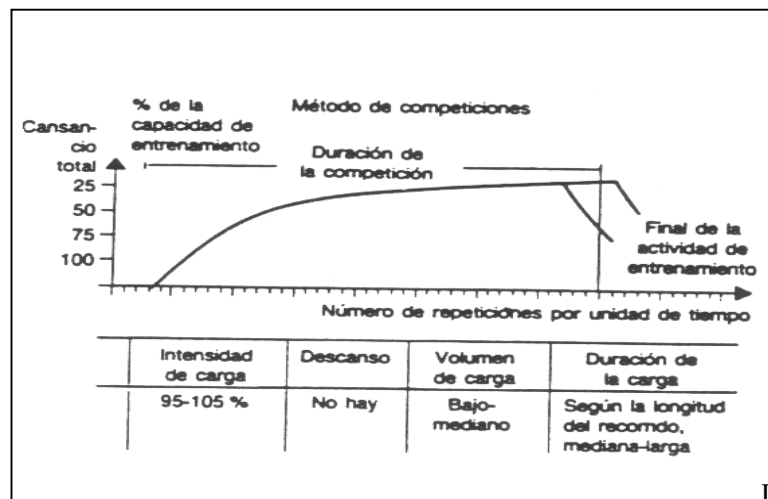 % de la
capacidad de
entrenamiento
Método de competiciones
Cansan-
cio
total
Duración de
la competición
25
50
75
100
Final de la
actividad de
entrenamiento
Número de repeticiones por unidad de tiempo
Intensidad
de carga
Descanso
Volumen
de carga
Duración de
la carga
95-105 %
No hay
Bajo-
mediano
Según la longitud
del recorrido,
mediana-larga